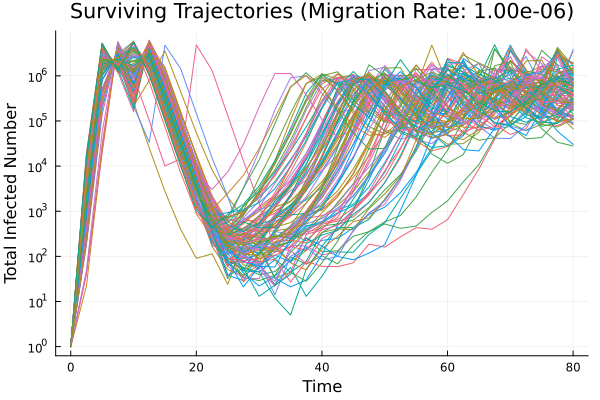 Surviving Trajectories (Migration Rate: 1.00e-06)
Total Infected Number
10⁶
10⁵
10⁴
10³
10²
10¹
10⁰
0 20 40 60 80
Time